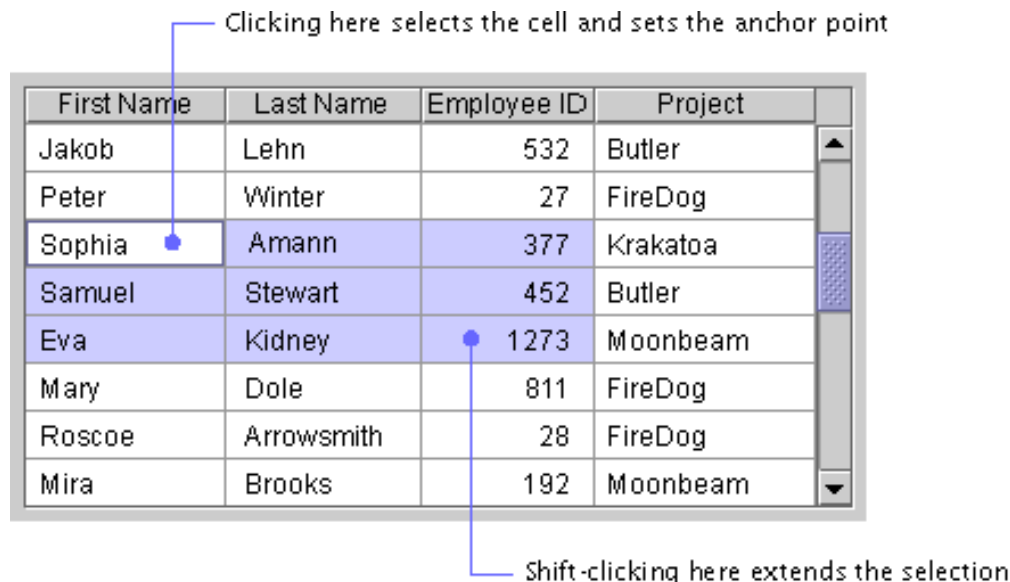 Clicking here selects the cell and sets the anchor point
First Name Last Name Employee ID Project
Jakob Lehn 532 Butler
Peter Winter 27 FireDog
Sophia Amann 377 Krakatoa
Samuel Stewart 452 Butler
Eva Kidney 1273 Moonbeam
Mary Dole 811 FireDog
Roscoe Arrowsmith 28 FireDog
Mira Brooks 192 Moonbeam
Shift-clicking here extends the selection